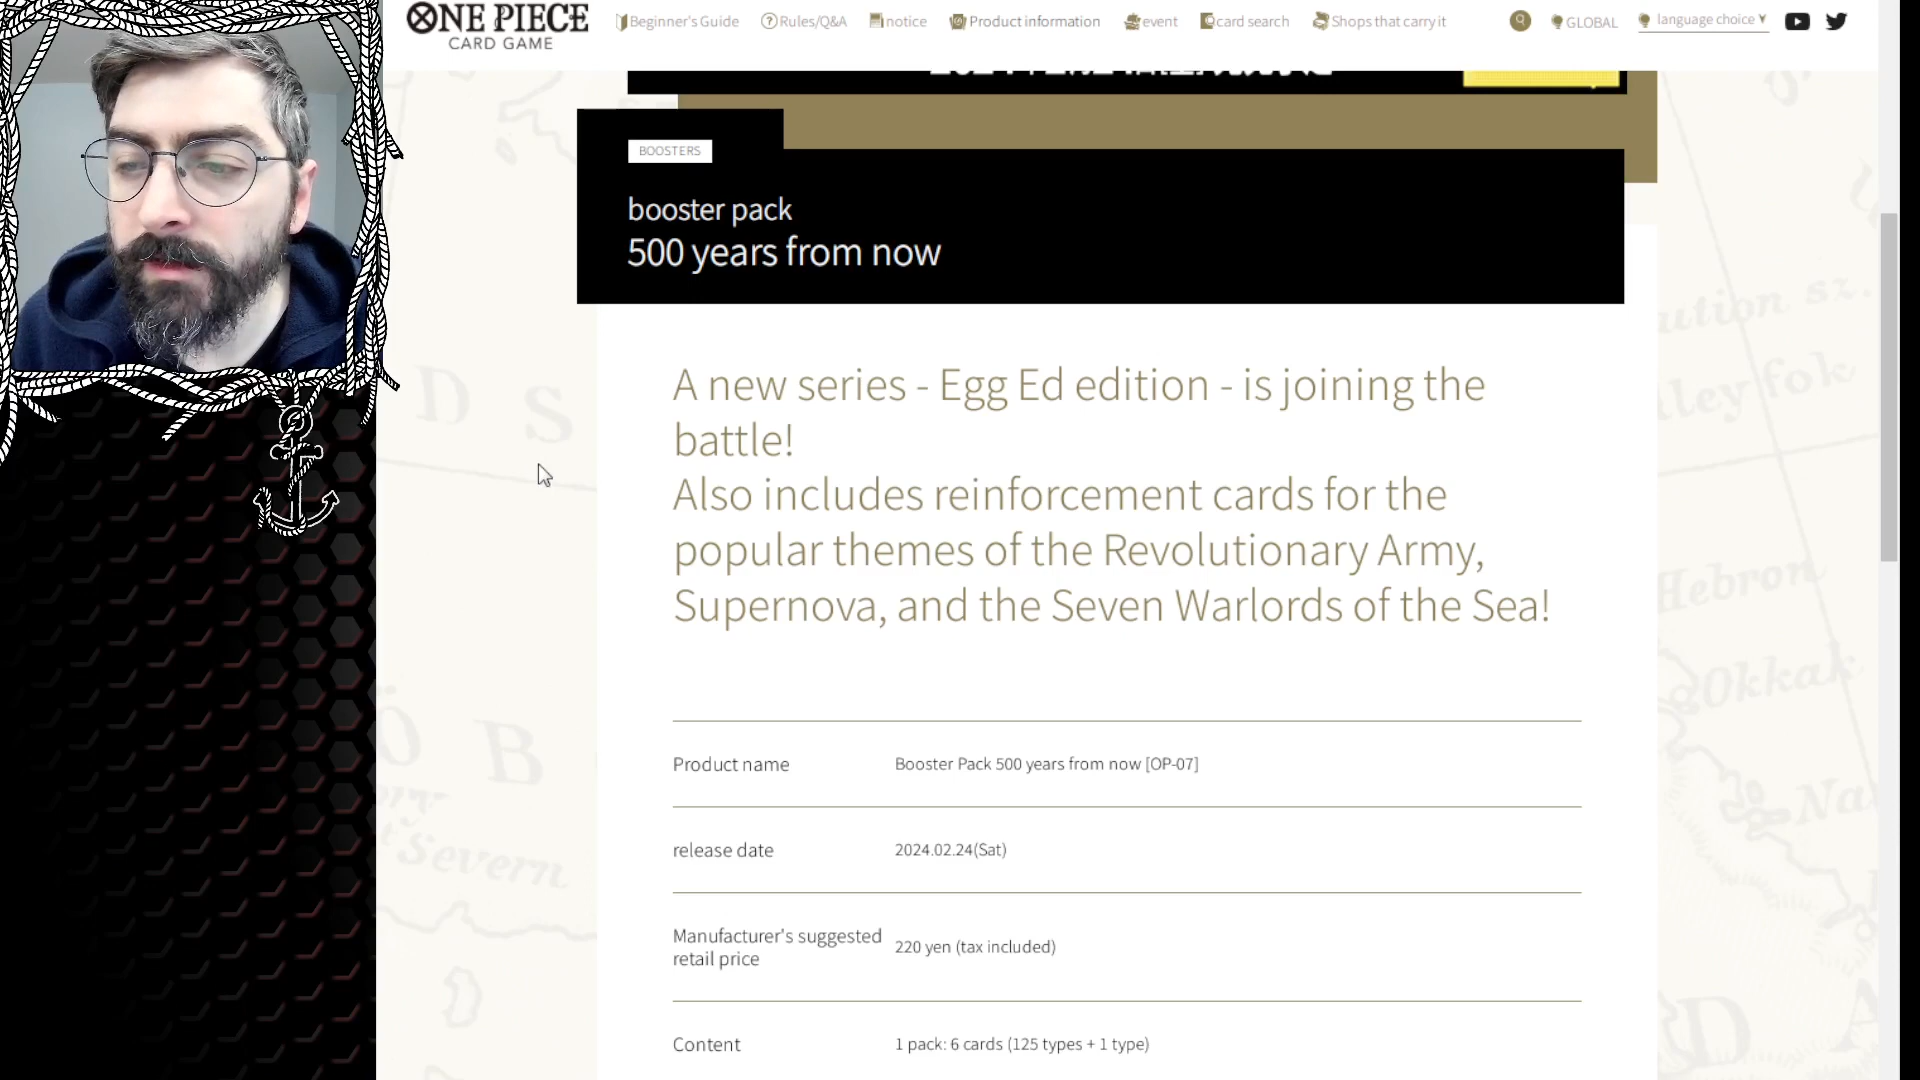 ONE PIECE
CARD GAME
Beginner's Guide
Rules/Q&A
notice
Product information
event
card search
Shops that carry it
GLOBAL
language choice
BOOSTERS
booster pack
500 years from now
A new series - Egg Ed edition - is joining the
battle!
Also includes reinforcement cards for the
popular themes of the Revolutionary Army,
Supernova, and the Seven Warlords of the Sea!
Product name
Booster Pack 500 years from now [OP-07]
release date
2024.02.24(Sat)
Manufacturer's suggested
retail price
220 yen (tax included)
Content
1 pack: 6 cards (125 types + 1 type)
D S
Ö B
Severn
Hebron
Okkak
Na